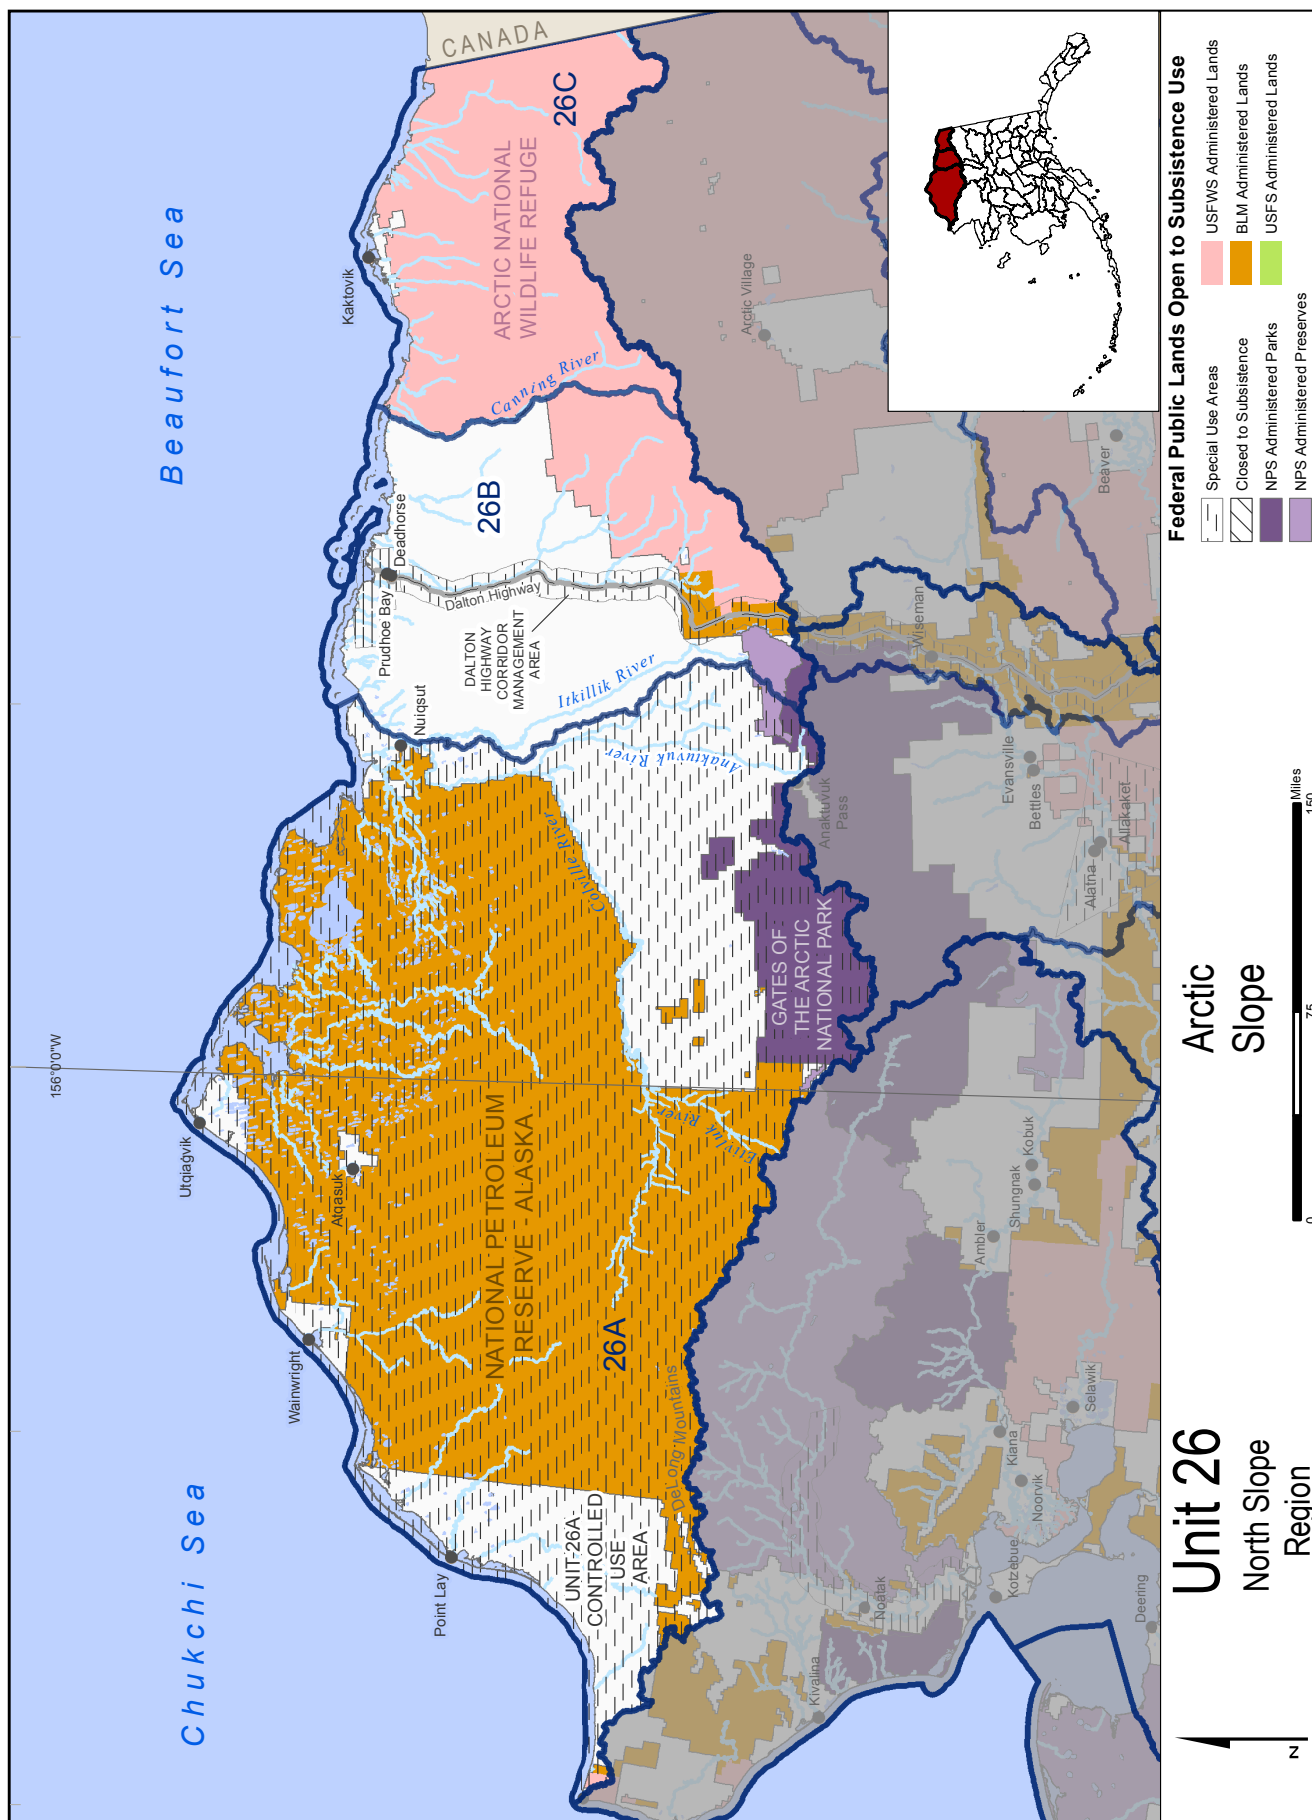 Chukchi Sea
Beaufort Sea
156°0'0"W
CANADA
Utqiagvik
Wainwright
Atqasuk
Point Lay
Nuiqsut
Prudhoe Bay
Deadhorse
Kaktovik
26A
26B
26C
NATIONAL PETROLEUM
RESERVE - ALASKA
UNIT 26A
CONTROLLED
USE
AREA
DeLong Mountains
Colville River
Etivluk River
Anaktuvuk River
Itkillik River
Canning River
Dalton Highway
DALTON
HIGHWAY
CORRIDOR
MANAGEMENT
AREA
ARCTIC NATIONAL
WILDLIFE REFUGE
GATES OF
THE ARCTIC
NATIONAL PARK
Anaktuvuk
Pass
Arctic Village
Wiseman
Beaver
Evansville
Bettles
Alatna
Allakaket
Kobuk
Shungnak
Ambler
Selawik
Kiana
Noorvik
Kotzebue
Noatak
Kivalina
Deering
N
Unit 26
North Slope
Region
Arctic
Slope
0
75
150
Miles
Federal Public Lands Open to Subsistence Use
Special Use Areas
Closed to Subsistence
NPS Administered Parks
NPS Administered Preserves
USFWS Administered Lands
BLM Administered Lands
USFS Administered Lands